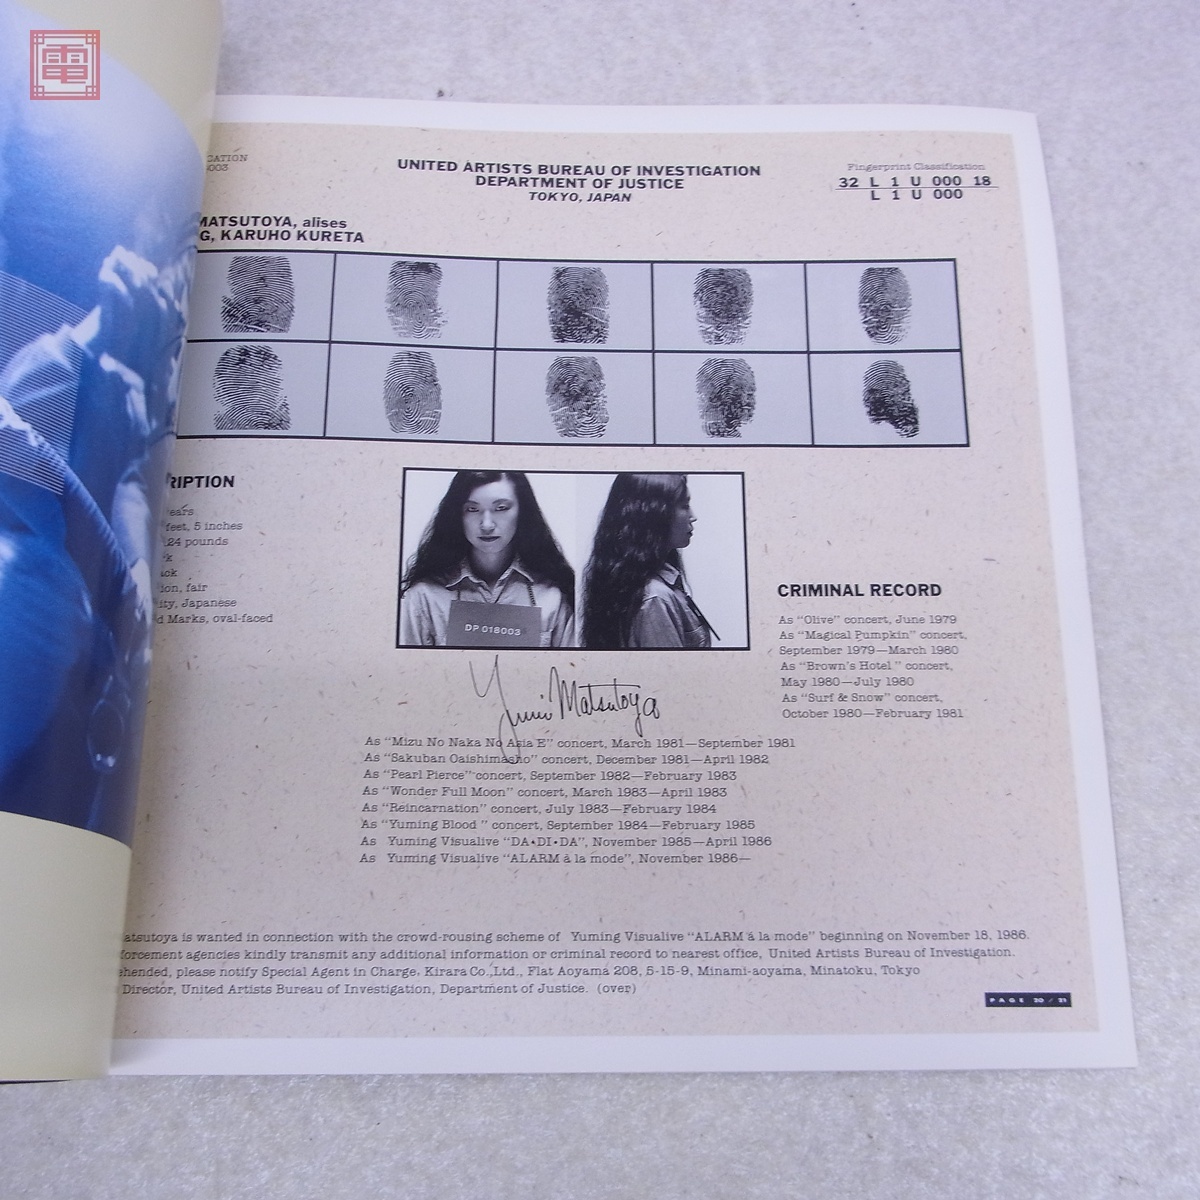 電
UNITED ARTISTS BUREAU OF INVESTIGATION
DEPARTMENT OF JUSTICE
TOKYO, JAPAN
Fingerprint Classification
32 L 1 U 000 18
L 1 U 000
MATSUTOYA, alises
G, KARUHO KURETA
feet, 5 inches
24 pounds
fair
Japanese
Marks, oval-faced
DP 018003
Yumi Matsutoya
CRIMINAL RECORD
As "Olive" concert, June 1979
As "Magical Pumpkin" concert,
September 1979—March 1980
As "Brown's Hotel " concert,
May 1980—July 1980
As "Surf & Snow" concert,
October 1980—February 1981
As "Mizu No Naka No Asia E" concert, March 1981—September 1981
As "Sakuban Oaishimasho" concert, December 1981—April 1982
As "Pearl Pierce" concert, September 1982—February 1983
As "Wonder Full Moon" concert, March 1983—April 1983
As "Reincarnation" concert, July 1983—February 1984
As "Yuming Blood " concert, September 1984—February 1985
As Yuming Visualive "DA•DI•DA", November 1985—April 1986
As Yuming Visualive "ALARM á la mode", November 1986—
atsutoya is wanted in connection with the crowd-rousing scheme of Yuming Visualive "ALARM á la mode" beginning on November 18, 1986.
forcement agencies kindly transmit any additional information or criminal record to nearest office, United Artists Bureau of Investigation.
hended, please notify Special Agent in Charge, Kirara Co.,Ltd., Flat Aoyama 208, 5-15-9, Minami-aoyama, Minatoku, Tokyo
Director, United Artists Bureau of Investigation, Department of Justice. (over)
PAGE 20 / 21